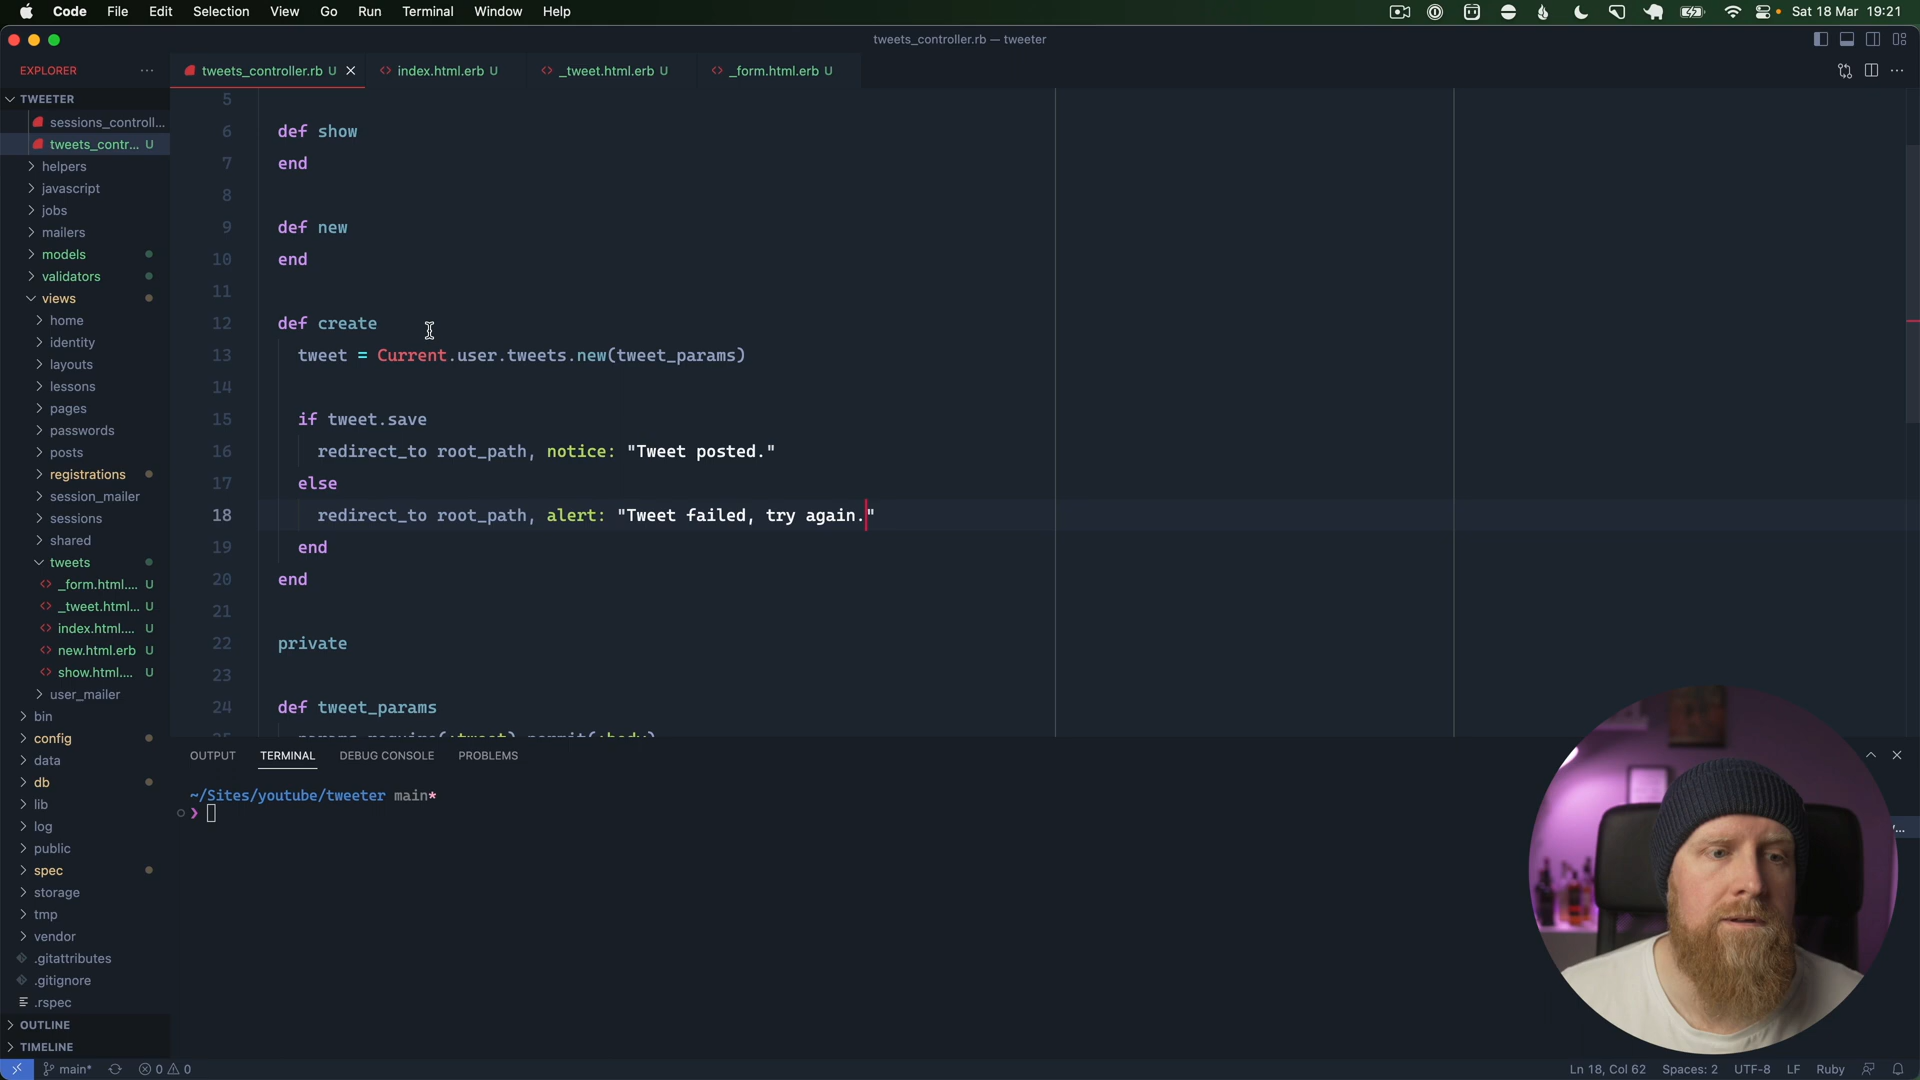 Code File Edit Selection View Go Run Terminal Window Help
Sat 18 Mar 19:21
tweets_controller.rb — tweeter
EXPLORER
tweets_controller.rb U
index.html.erb U
_tweet.html.erb U
_form.html.erb U
TWEETER
sessions_controll...
tweets_contr... U
helpers
javascript
jobs
mailers
models
validators
views
home
identity
layouts
lessons
pages
passwords
posts
registrations
session_mailer
sessions
shared
tweets
_form.html.... U
_tweet.html... U
index.html.... U
new.html.erb U
show.html.... U
user_mailer
bin
config
data
db
lib
log
public
spec
storage
tmp
vendor
.gitattributes
.gitignore
.rspec
OUTLINE
TIMELINE
5
6 def show
7 end
8
9 def new
10 end
11
12 def create
13 tweet = Current.user.tweets.new(tweet_params)
14
15 if tweet.save
16 redirect_to root_path, notice: "Tweet posted."
17 else
18 redirect_to root_path, alert: "Tweet failed, try again."
19 end
20 end
21
22 private
23
24 def tweet_params
25 params.require(:tweet).permit(:body)
OUTPUT TERMINAL DEBUG CONSOLE PROBLEMS
~/Sites/youtube/tweeter main*
❯
main* 0 0
Ln 18, Col 62 Spaces: 2 UTF-8 LF Ruby